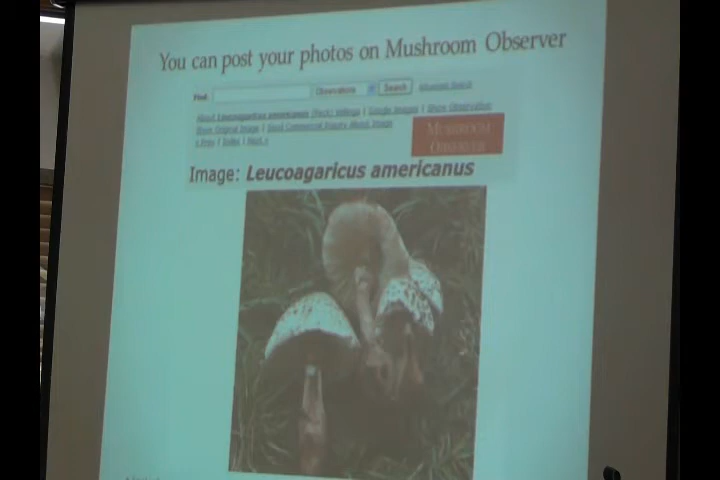 You can post your photos on Mushroom Observer
Find: Observations Search Advanced Search
About Leucoagaricus americanus (Peck) Vellinga | Google Images | Show Observation
Show Original Image | Send Commercial Inquiry About Image
« Prev | Index | Next »
MUSHROOM
OBSERVER
Image: Leucoagaricus americanus